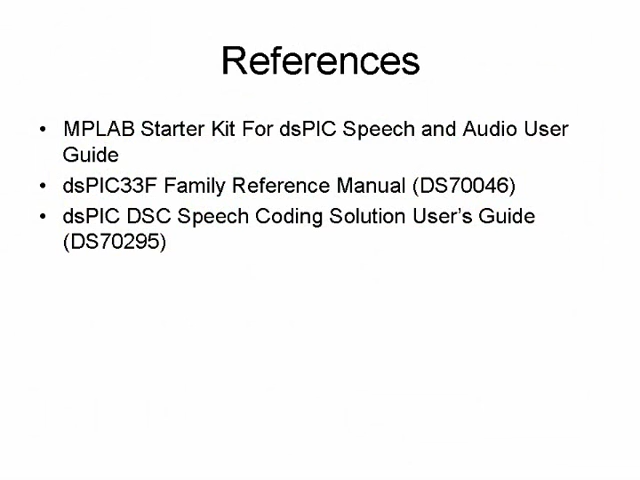 References
• MPLAB Starter Kit For dsPIC Speech and Audio User
Guide
• dsPIC33F Family Reference Manual (DS70046)
• dsPIC DSC Speech Coding Solution User's Guide
(DS70295)